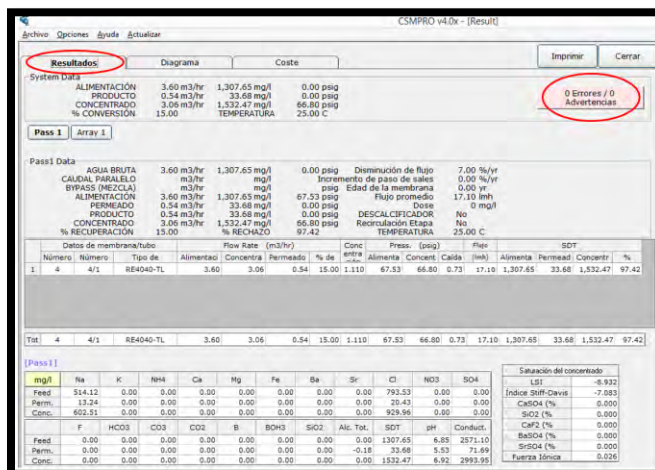 CSMPRO v4.0x - [Result]
Archivo Opciones Ayuda Actualizar
Resultados Diagrama Coste Imprimir Cerrar
System Data
ALIMENTACIÓN 3.60 m3/hr 1,307.65 mg/l 0.00 psig
PRODUCTO 0.54 m3/hr 33.68 mg/l 0.00 psig
CONCENTRADO 3.06 m3/hr 1,532.47 mg/l 66.80 psig
% CONVERSIÓN 15.00 TEMPERATURA 25.00 C
0 Errores / 0
Advertencias
Pass 1 Array 1
Pass1 Data
AGUA BRUTA 3.60 m3/hr 1,307.65 mg/l 0.00 psig Disminución de flujo 7.00 %/yr
CAUDAL PARALELO m3/hr mg/l Incremento de paso de sales 0.00 %/yr
BYPASS (MEZCLA) m3/hr mg/l psig Edad de la membrana 0.00 yr
ALIMENTACIÓN 3.60 m3/hr 1,307.65 mg/l 67.53 psig Flujo promedio 17.10 lmh
PERMEADO 0.54 m3/hr 33.68 mg/l 0.00 psig Dose 0 mg/l
PRODUCTO 0.54 m3/hr 33.68 mg/l 0.00 psig DESCALCIFICADOR No
CONCENTRADO 3.06 m3/hr 1,532.47 mg/l 66.80 psig Recirculación Etapa No
% RECUPERACIÓN 15.00 % RECHAZO 97.42 TEMPERATURA 25.00 C
Datos de membrana/tubo Flow Rate (m3/hr) Conc Press. (psig) Flujo SDT
Número Número Tipo de Alimentaci Concentra Permeado % de entra Alimenta Concent Caída (lmh) Alimenta Permead Concentr %
1 4 4/1 RE4040-TL 3.60 3.06 0.54 15.00 1.110 67.53 66.80 0.73 17.10 1,307.65 33.68 1,532.47 97.42
Tot 4 4/1 RE4040-TL 3.60 3.06 0.54 15.00 1.110 67.53 66.80 0.73 17.10 1,307.65 33.68 1,532.47 97.42
[Pass1]
mg/l Na K NH4 Ca Mg Fe Ba Sr Cl NO3 SO4
Feed 514.12 0.00 0.00 0.00 0.00 0.00 0.00 0.00 793.53 0.00 0.00
Perm. 13.24 0.00 0.00 0.00 0.00 0.00 0.00 0.00 20.43 0.00 0.00
Conc. 602.51 0.00 0.00 0.00 0.00 0.00 0.00 0.00 929.96 0.00 0.00
F HCO3 CO3 CO2 B BOH3 SiO2 Alc. Tot. SDT pH Conduct.
Feed 0.00 0.00 0.00 0.00 0.00 0.00 0.00 0.00 1307.65 6.85 2571.10
Perm. 0.00 0.00 0.00 0.00 0.00 0.00 0.00 -0.18 33.68 5.53 71.69
Conc. 0.00 0.00 0.00 0.00 0.00 0.00 0.00 0.00 1532.47 6.92 2993.95
Saturación del concentrado
LSI -8.932
Índice Stiff-Davis -7.083
CaSO4 (% 0.000
SiO2 (% 0.000
CaF2 (% 0.000
BaSO4 (% 0.000
SrSO4 (% 0.000
Fuerza Iónica 0.026